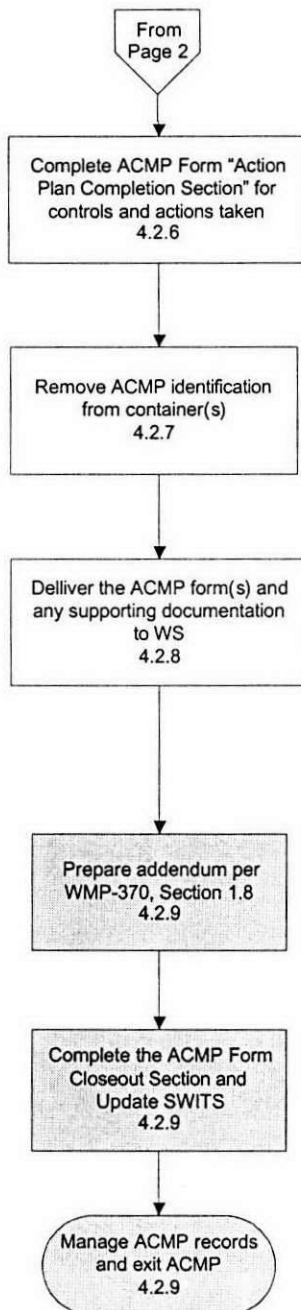 From
Page 2
Complete ACMP Form "Action
Plan Completion Section" for
controls and actions taken
4.2.6
Remove ACMP identification
from container(s)
4.2.7
Delliver the ACMP form(s) and
any supporting documentation
to WS
4.2.8
Prepare addendum per
WMP-370, Section 1.8
4.2.9
Complete the ACMP Form
Closeout Section and
Update SWITS
4.2.9
Manage ACMP records
and exit ACMP
4.2.9